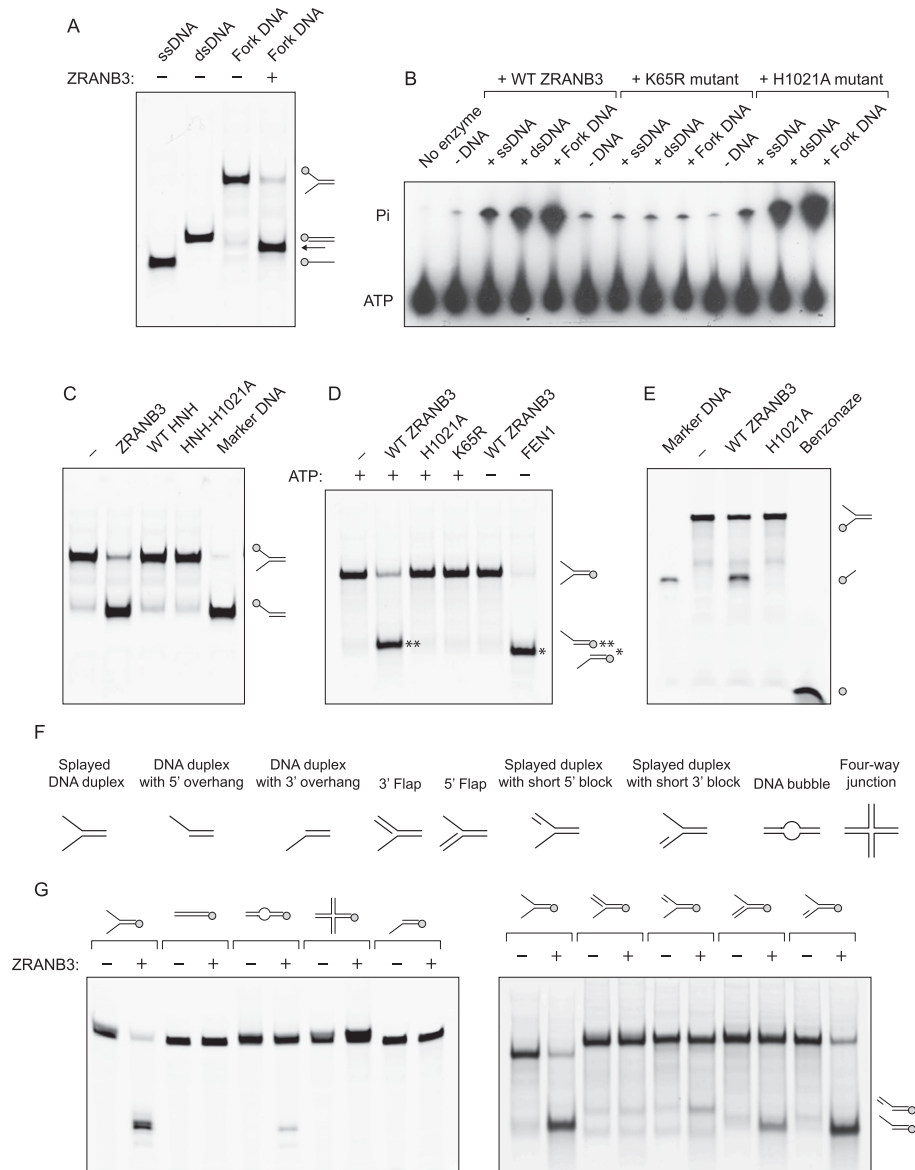 A
ssDNA
dsDNA
Fork DNA
Fork DNA
ZRANB3: – – – +
B
+ WT ZRANB3 + K65R mutant + H1021A mutant
No enzyme
- DNA
+ ssDNA
+ dsDNA
+ Fork DNA
- DNA
+ ssDNA
+ dsDNA
+ Fork DNA
- DNA
+ ssDNA
+ dsDNA
+ Fork DNA
Pi
ATP
C
–
ZRANB3
WT HNH
HNH-H1021A
Marker DNA
D
–
WT ZRANB3
H1021A
K65R
WT ZRANB3
FEN1
ATP: + + + + – –
**
*
**
*
E
Marker DNA
–
WT ZRANB3
H1021A
Benzonaze
F
Splayed
DNA duplex
DNA duplex
with 5' overhang
DNA duplex
with 3' overhang
3' Flap
5' Flap
Splayed duplex
with short 5' block
Splayed duplex
with short 3' block
DNA bubble
Four-way
junction
G
ZRANB3: – + – + – + – + – +
– + – + – + – + – +